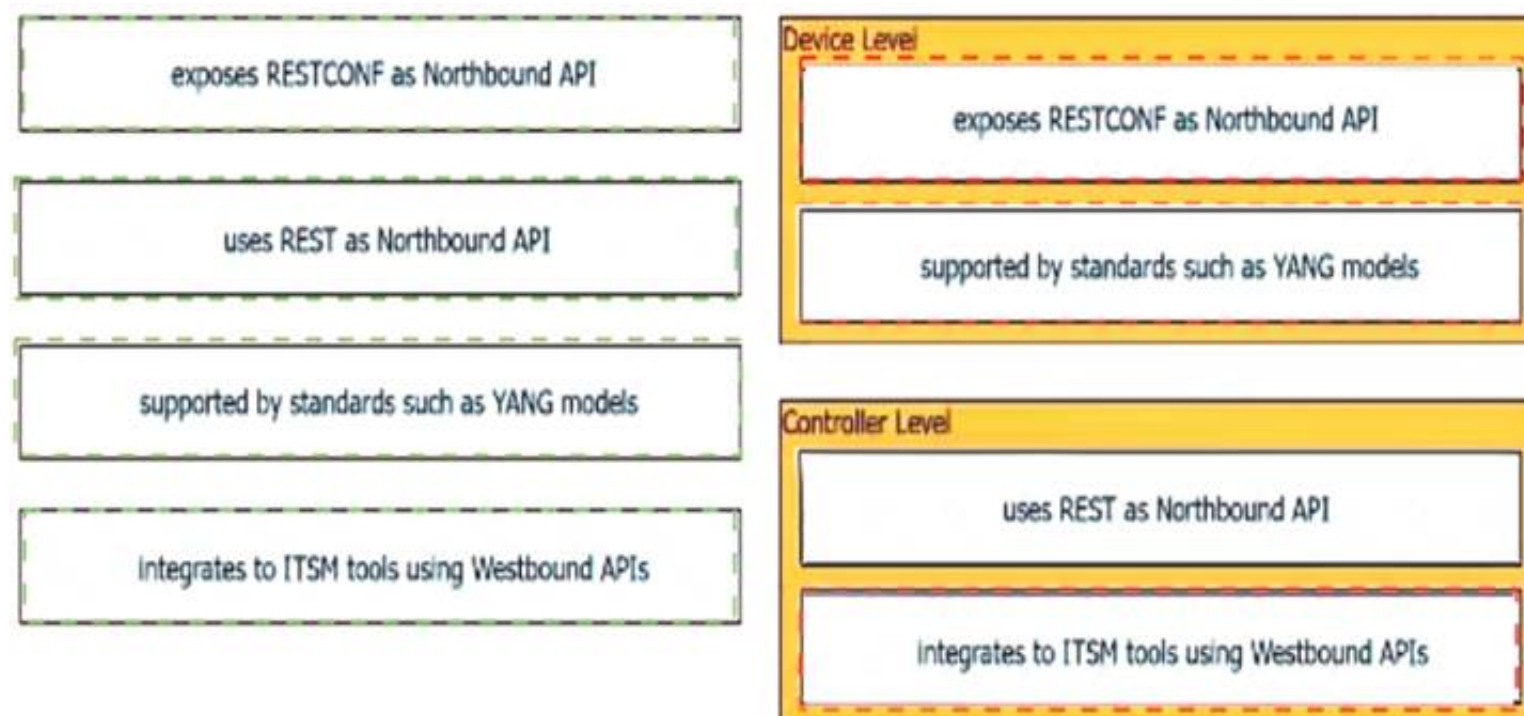 exposes RESTCONF as Northbound API
uses REST as Northbound API
supported by standards such as YANG models
integrates to ITSM tools using Westbound APIs
Device Level
exposes RESTCONF as Northbound API
supported by standards such as YANG models
Controller Level
uses REST as Northbound API
integrates to ITSM tools using Westbound APIs